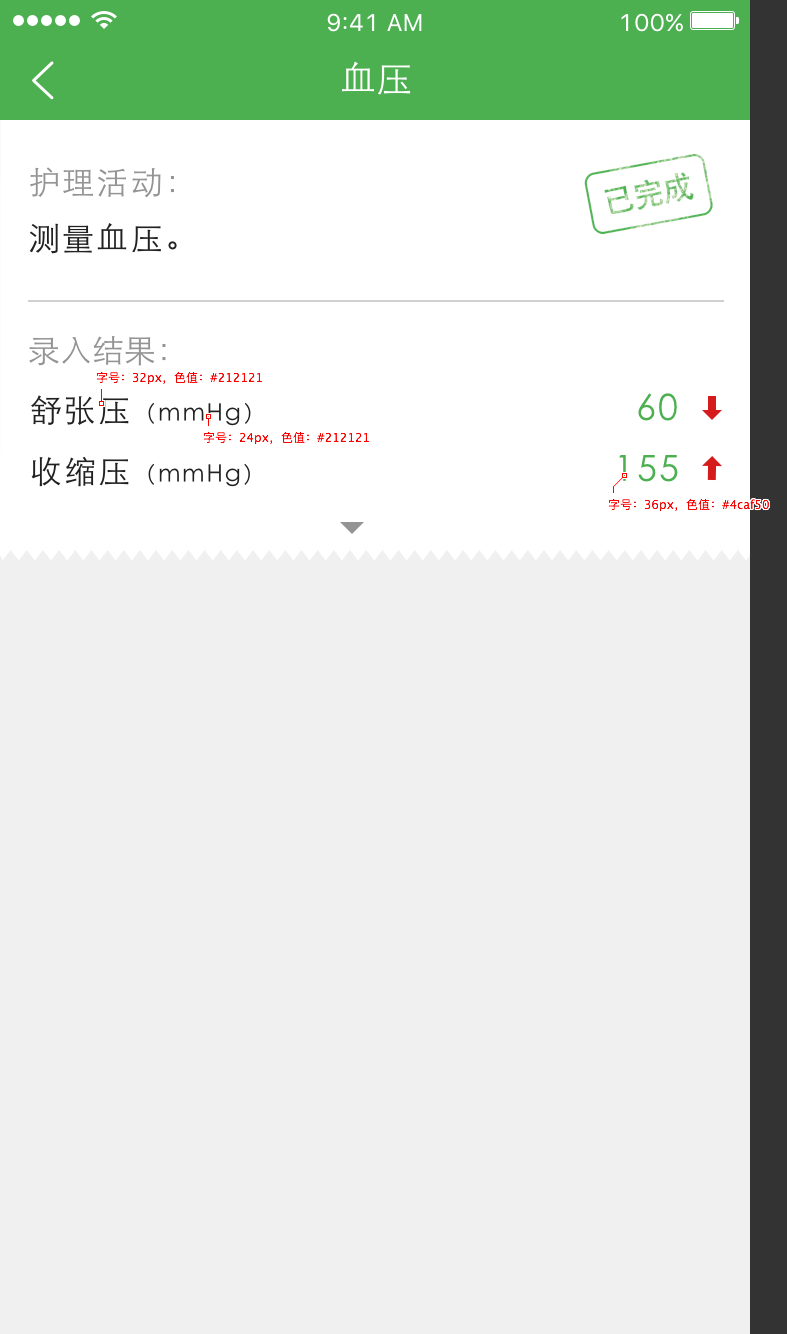 9:41 AM 100%
血压
护理活动：
已完成
测量血压。
录入结果：
字号：32px，色值：#212121
舒张压（mmHg） 60
字号：24px，色值：#212121
收缩压（mmHg） 155
字号：36px，色值：#4caf50